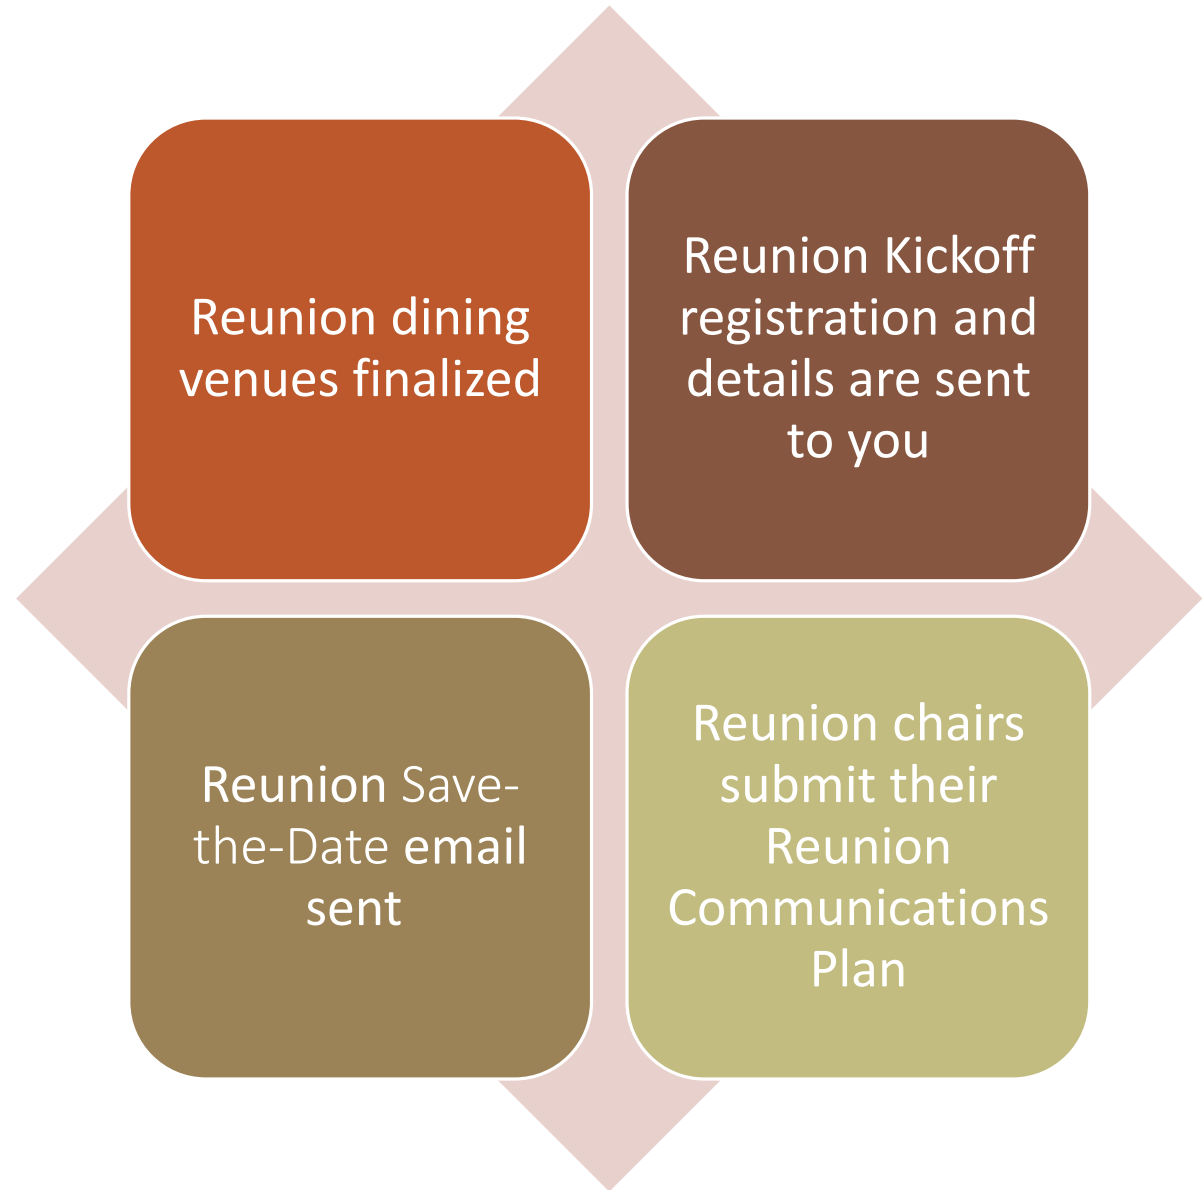 Reunion dining
venues finalized
Reunion Kickoff
registration and
details are sent
to you
Reunion Save-
the-Date email
sent
Reunion chairs
submit their
Reunion
Communications
Plan